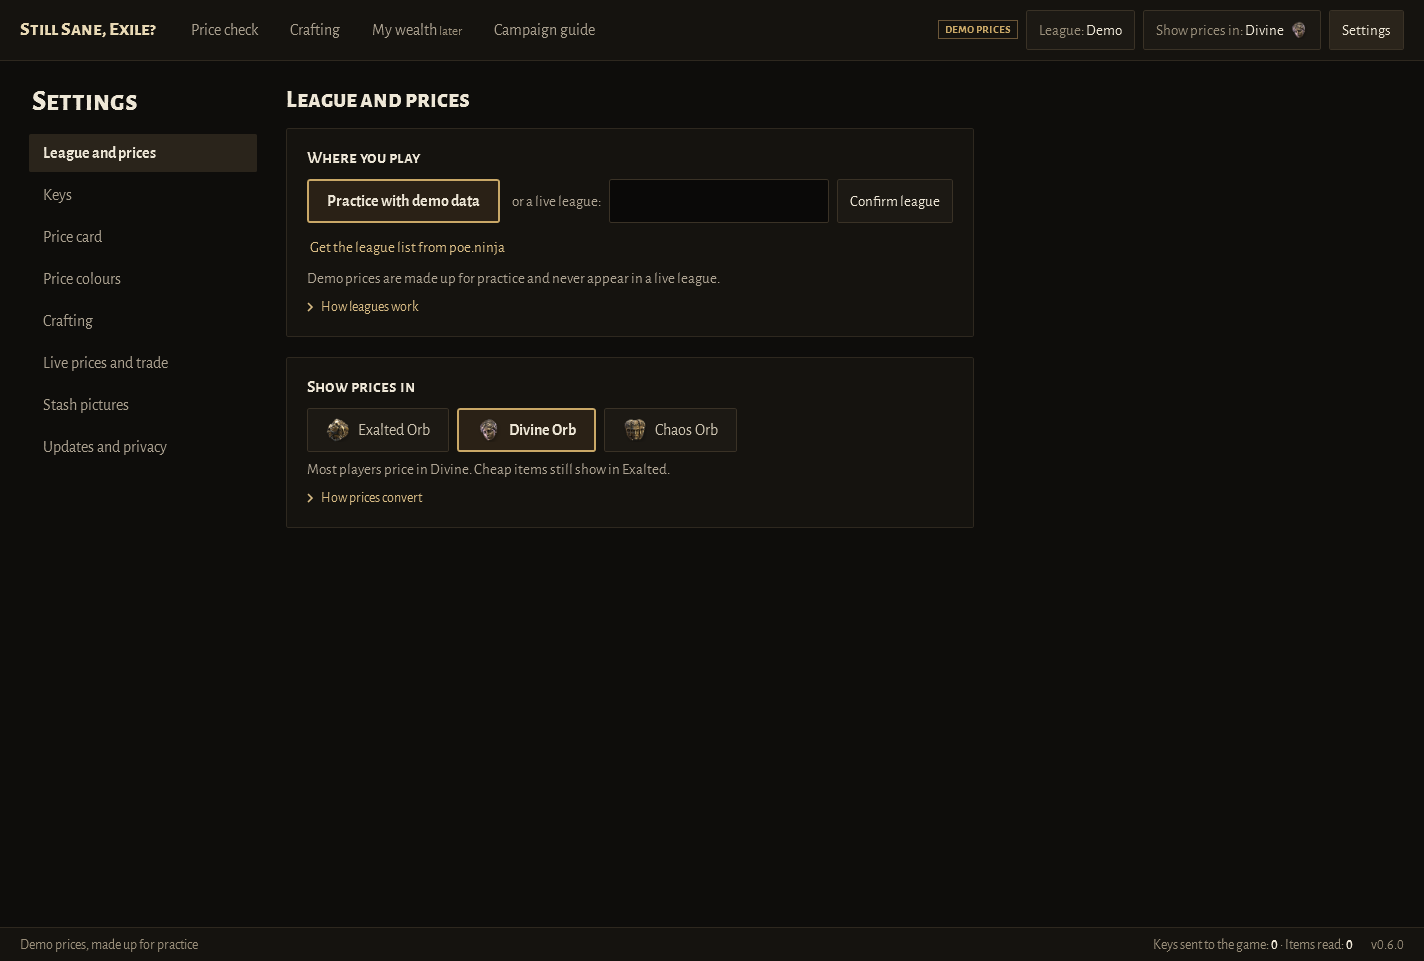 Still Sane, Exile?
Price check
Crafting
My wealth later
Campaign guide
DEMO PRICES
League: Demo
Show prices in: Divine
Settings
Settings
League and prices
Keys
Price card
Price colours
Crafting
Live prices and trade
Stash pictures
Updates and privacy
League and prices
Where you play
Practice with demo data
or a live league:
Confirm league
Get the league list from poe.ninja
Demo prices are made up for practice and never appear in a live league.
How leagues work
Show prices in
Exalted Orb
Divine Orb
Chaos Orb
Most players price in Divine. Cheap items still show in Exalted.
How prices convert
Demo prices, made up for practice
Keys sent to the game: 0 · Items read: 0
v0.6.0